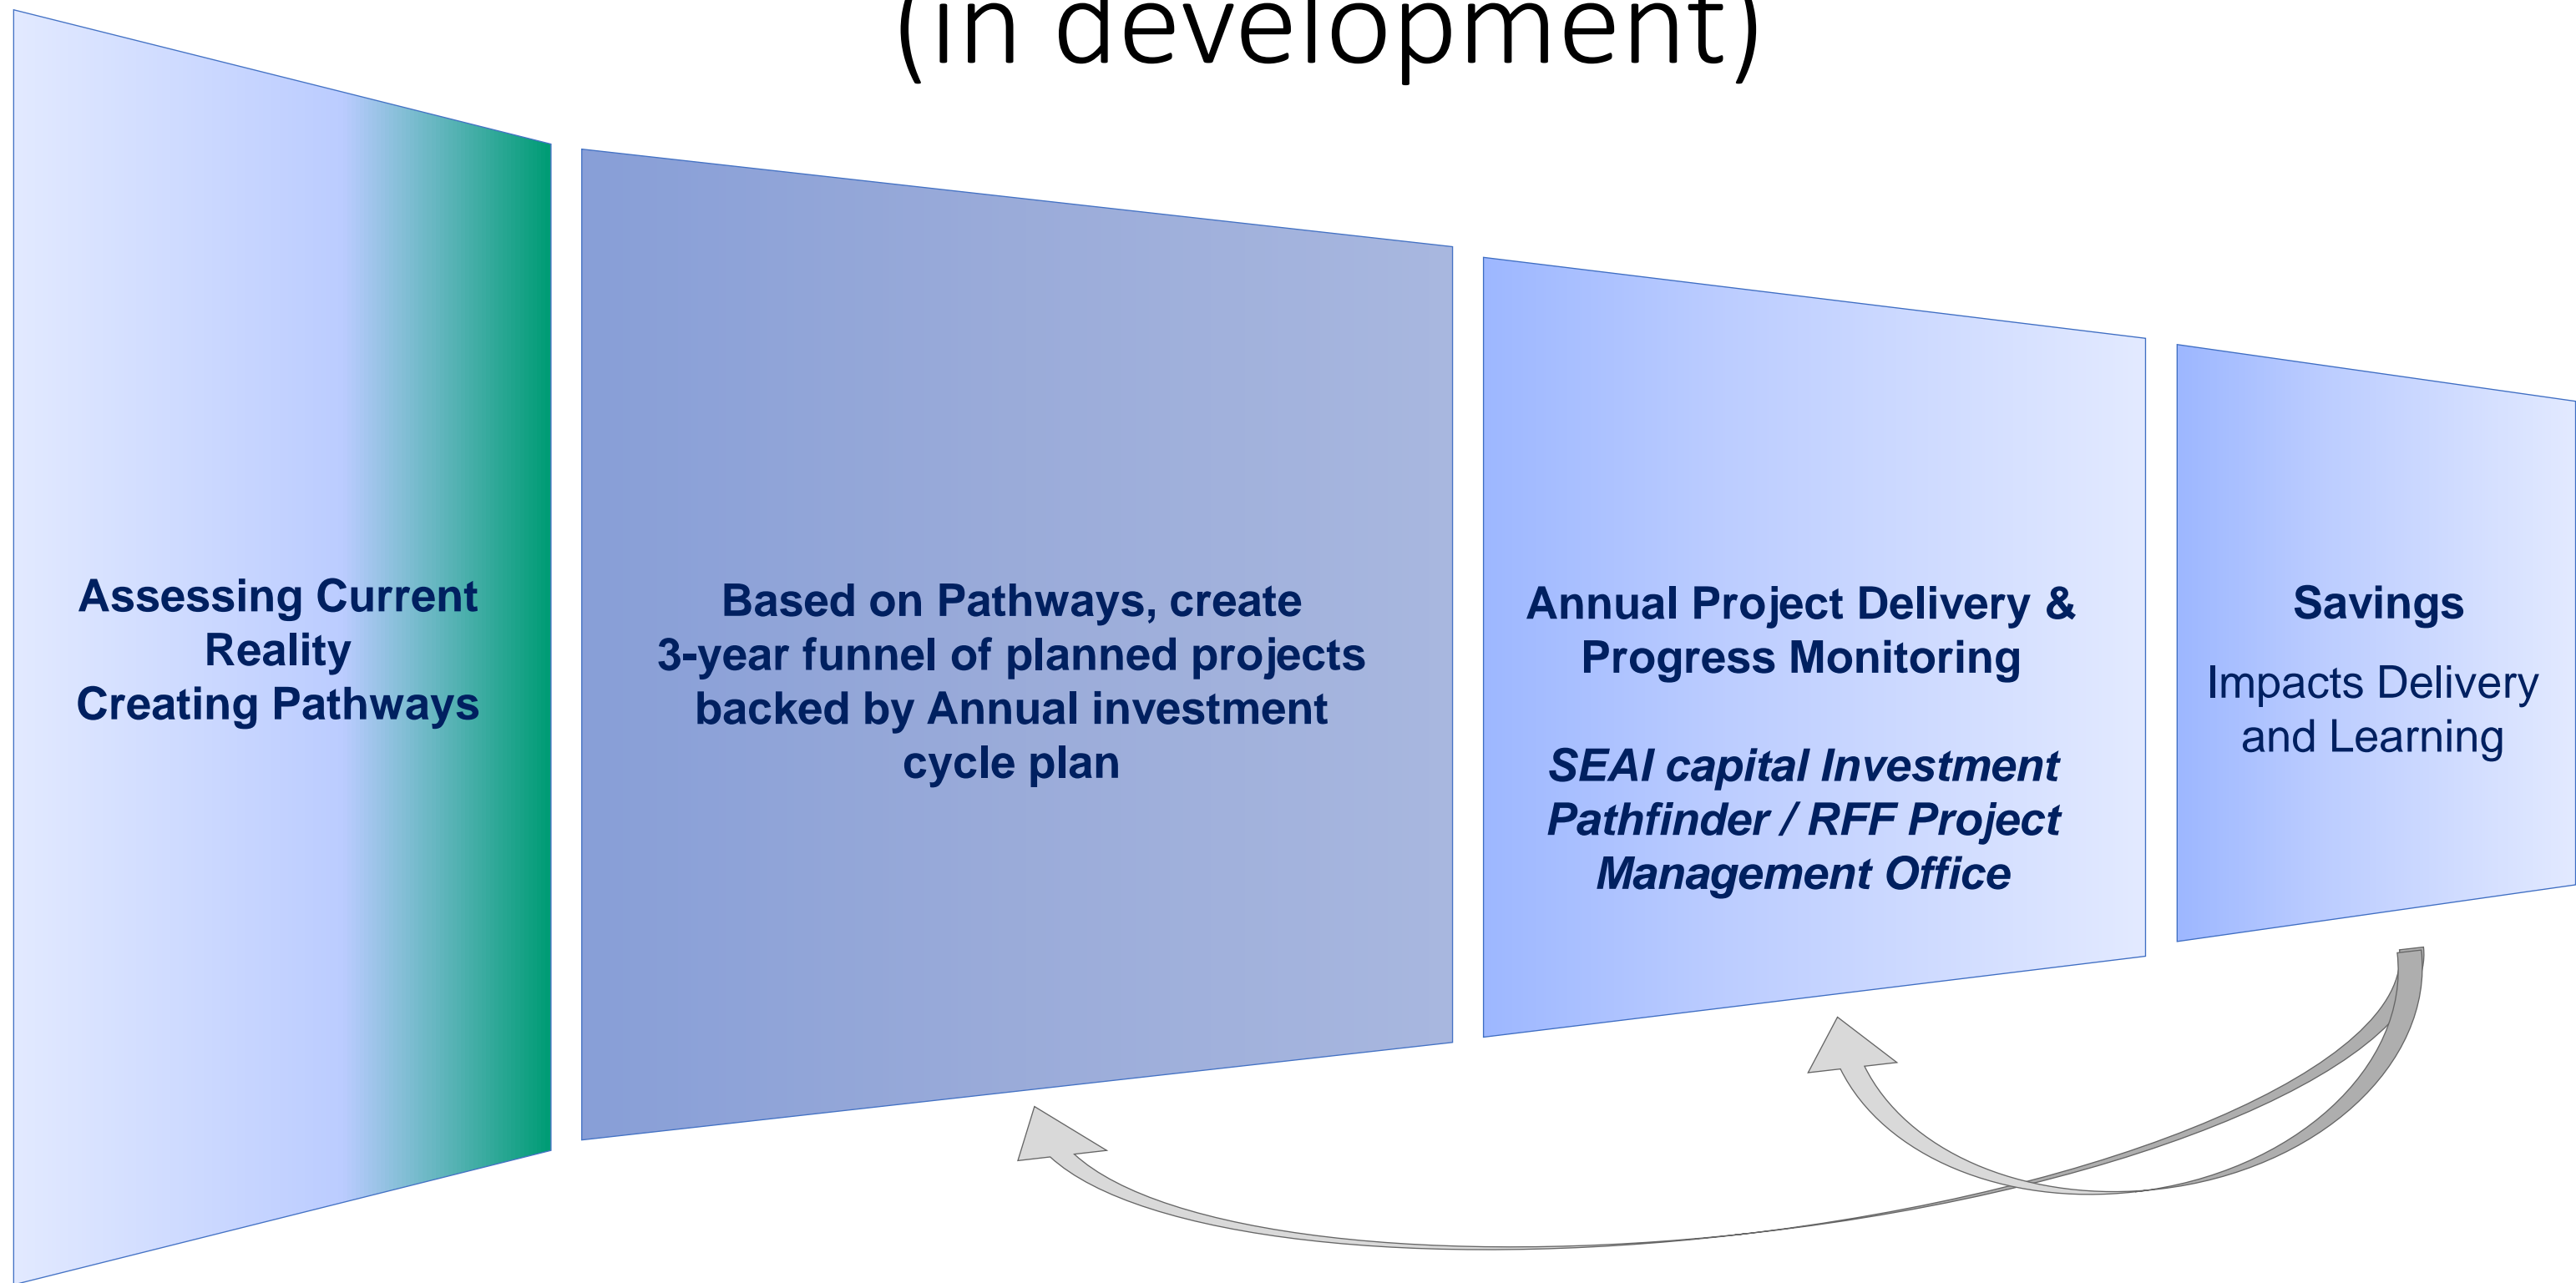 (in development)
Assessing Current
Reality
Creating Pathways
Based on Pathways, create
3-year funnel of planned projects
backed by Annual investment
cycle plan
Annual Project Delivery &
Progress Monitoring
SEAI capital Investment
Pathfinder / RFF Project
Management Office
Savings
Impacts Delivery
and Learning